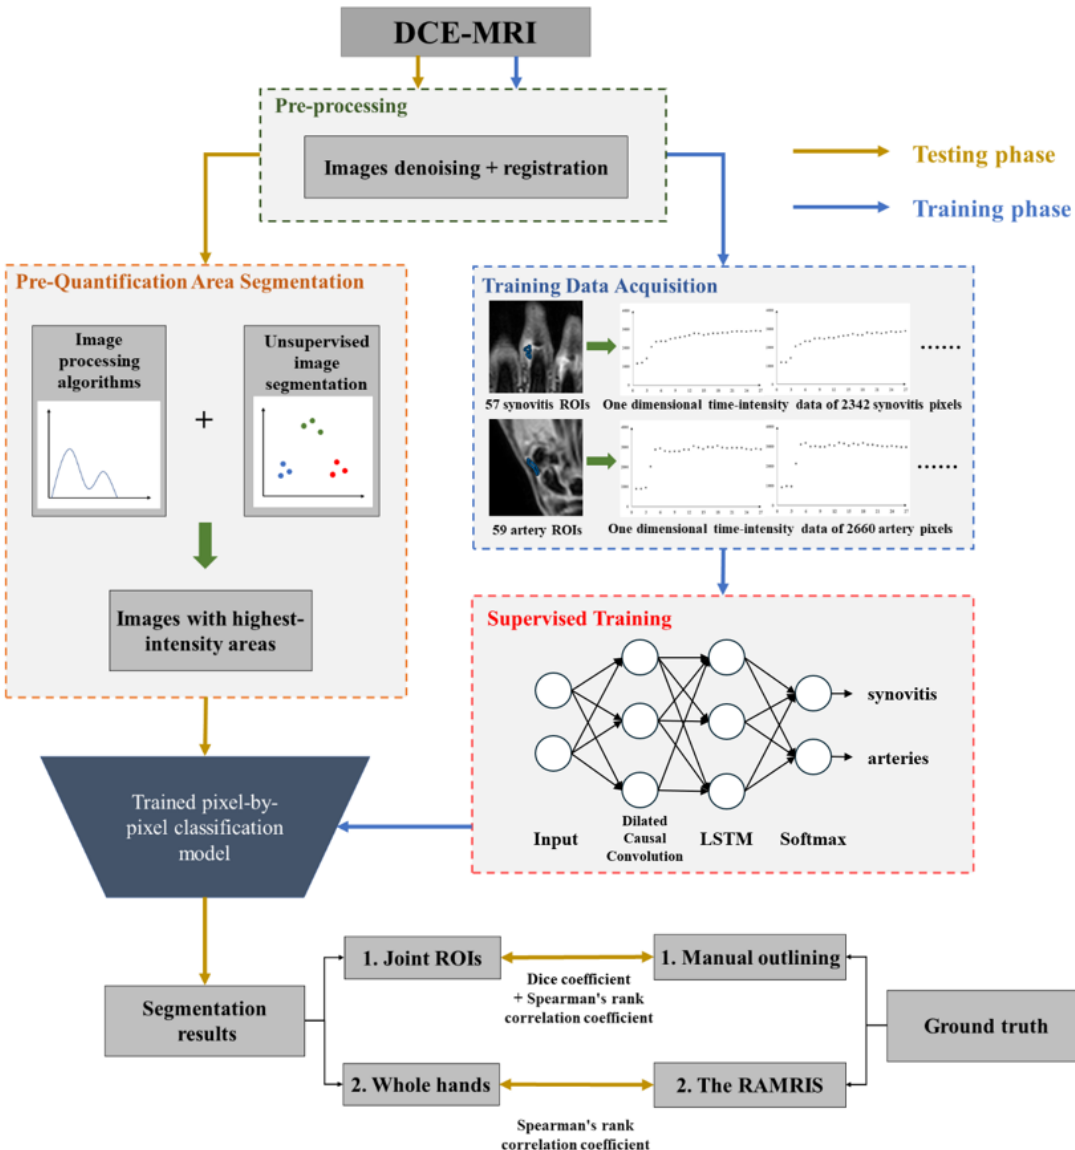 DCE-MRI
Pre-processing
Images denoising + registration
Testing phase
Training phase
Pre-Quantification Area Segmentation
Image
processing
algorithms
+
Unsupervised
image
segmentation
Images with highest-
intensity areas
Training Data Acquisition
......
57 synovitis ROIs
One dimensional time-intensity data of 2342 synovitis pixels
......
59 artery ROIs
One dimensional time-intensity data of 2660 artery pixels
Supervised Training
synovitis
arteries
Input
Dilated
Causal
Convolution
LSTM
Softmax
Trained pixel-by-
pixel classification
model
Segmentation
results
1. Joint ROIs
Dice coefficient
+ Spearman's rank
correlation coefficient
1. Manual outlining
Ground truth
2. Whole hands
Spearman's rank
correlation coefficient
2. The RAMRIS